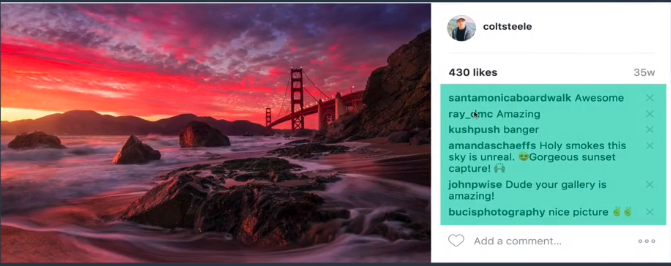 coltsteele
430 likes 35w
santamonicaboardwalk Awesome
ray_omc Amazing
kushpush banger
amandaschaeffs Holy smokes this
sky is unreal. 😍Gorgeous sunset
capture! 🙌
johnpwise Dude your gallery is
amazing!
bucisphotography nice picture ✌️✌️
Add a comment...